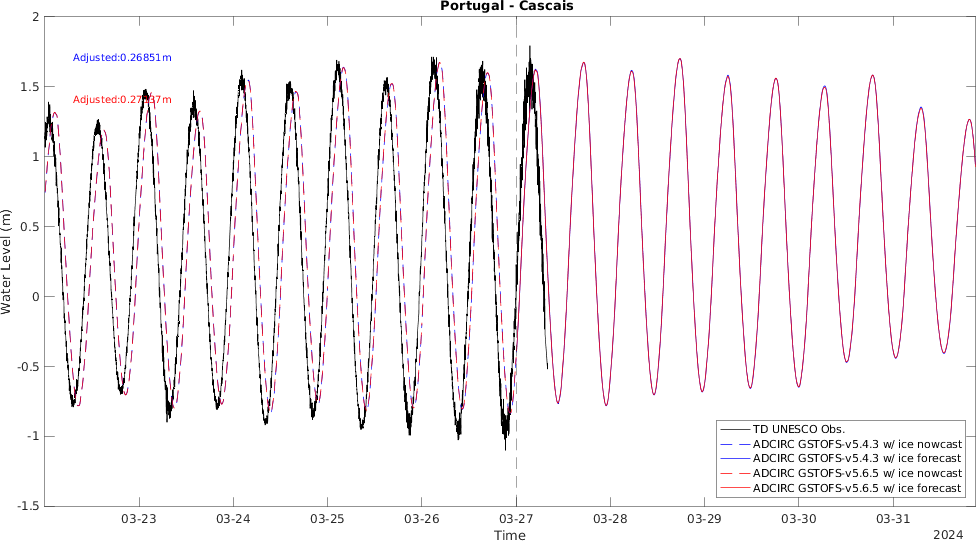 Portugal - Cascais
2
Adjusted:0.26851m
1.5
1
0.5
0
-0.5
-1
-1.5
Water Level (m)
TD UNESCO Obs.
ADCIRC GSTOFS-v5.4.3 w/ ice nowcast
ADCIRC GSTOFS-v5.4.3 w/ ice forecast
ADCIRC GSTOFS-v5.6.5 w/ ice nowcast
ADCIRC GSTOFS-v5.6.5 w/ ice forecast
03-23 03-24 03-25 03-26 03-27 03-28 03-29 03-30 03-31
Time
2024